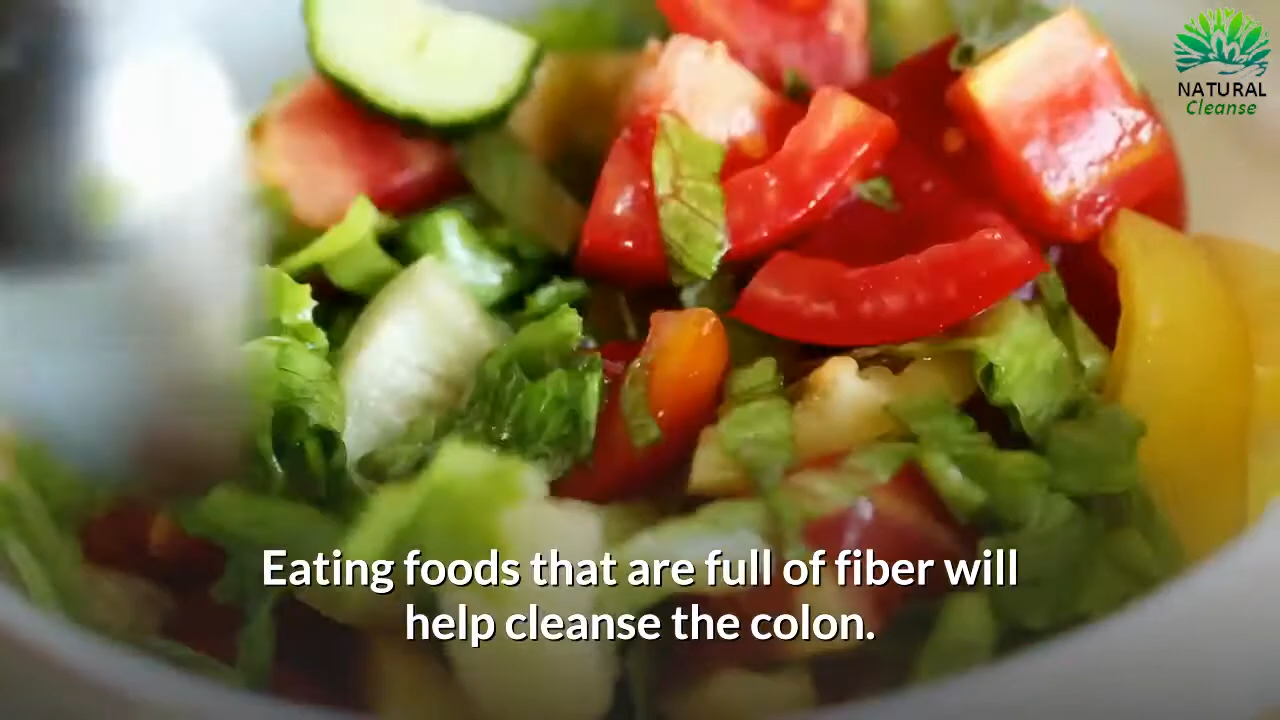 NATURAL
Cleanse
Eating foods that are full of fiber will
help cleanse the colon.